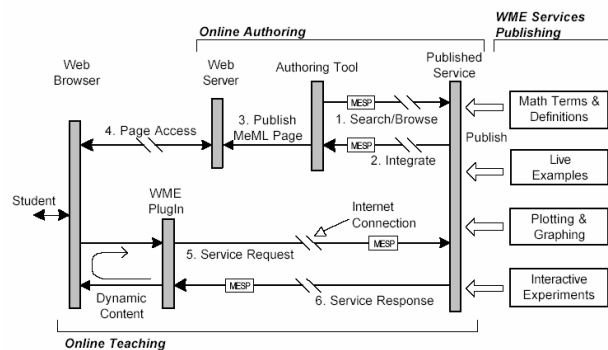 Online Authoring
WME Services
Publishing
Web
Browser
Web
Server
Authoring Tool
Published
Service
MESP
1. Search/Browse
Math Terms &
Definitions
4. Page Access
3. Publish
MeML Page
MESP
2. Integrate
Publish
Live
Examples
Student
WME
PlugIn
Internet
Connection
Plotting &
Graphing
5. Service Request
MESP
MESP
6. Service Response
Dynamic
Content
Interactive
Experiments
Online Teaching